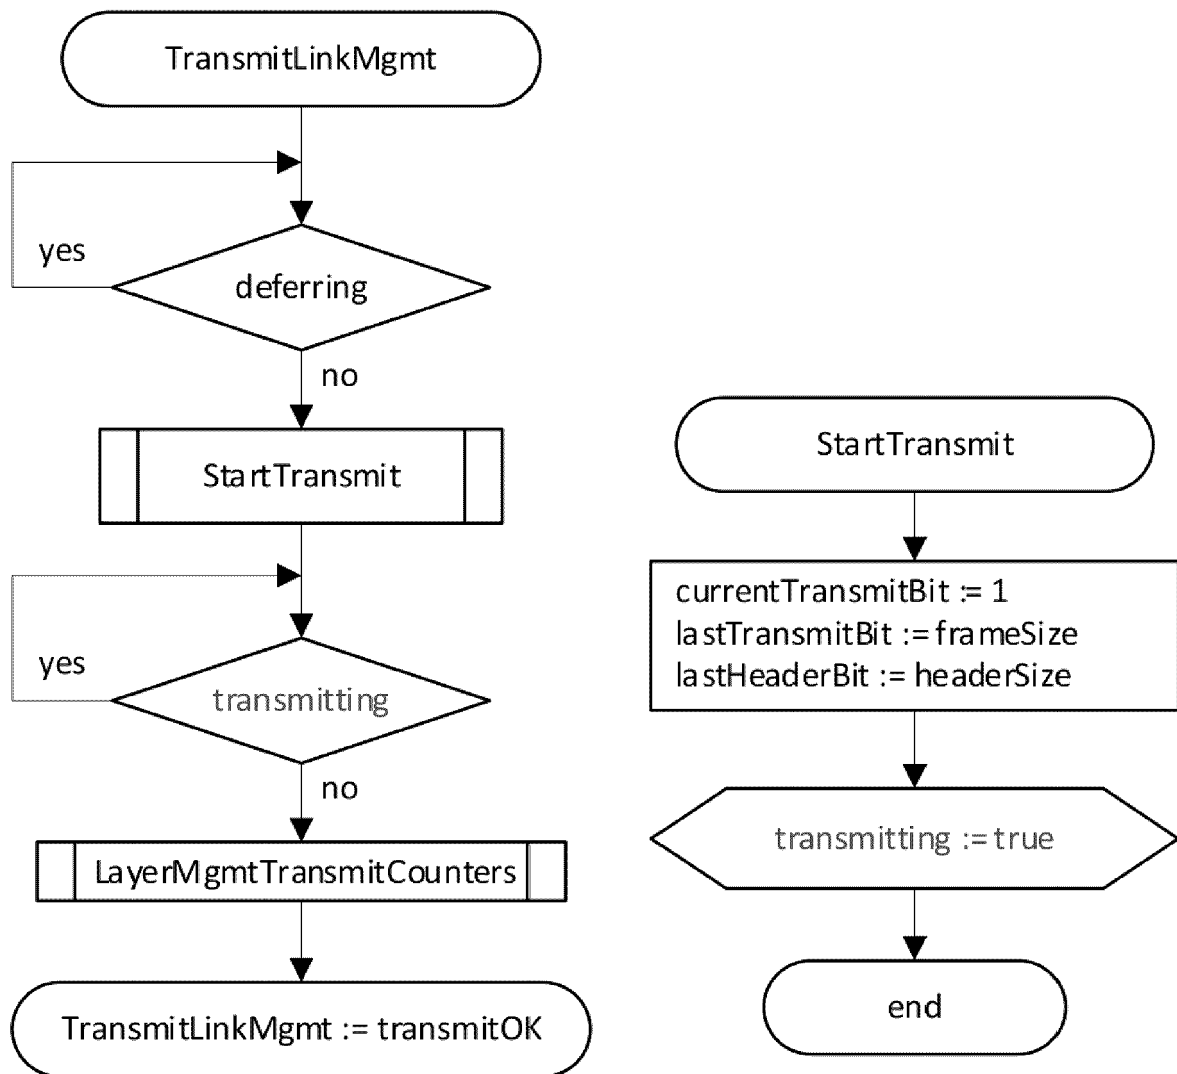 TransmitLinkMgmt
yes
deferring
no
StartTransmit
yes
transmitting
no
LayerMgmtTransmitCounters
TransmitLinkMgmt := transmitOK
StartTransmit
currentTransmitBit := 1
lastTransmitBit := frameSize
lastHeaderBit := headerSize
transmitting := true
end